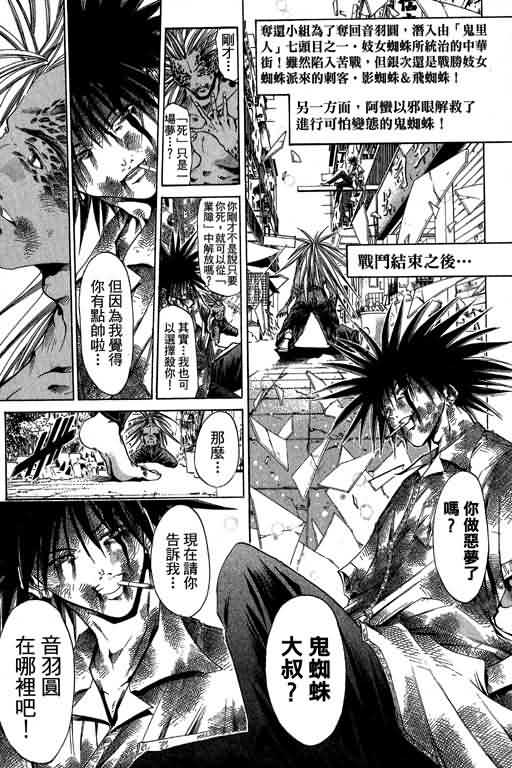 奪還小組為了奪回音羽圓，潛入由「鬼里
人」七頭目之一·妓女蜘蛛所統治的中華
街！雖然陷入苦戰，但銀次還是戰勝妓女
蜘蛛派來的刺客·影蜘蛛&飛蜘蛛！
另一方面，阿蠻以邪眼解救了
進行可怕變態的鬼蜘蛛！
戰鬥結束之後…
你做惡夢了
嗎？
鬼蜘蛛
大叔？
剛才…
「死」只是一
場夢…？
你剛才不是說只要
你死，就可以從「
業障」中解放嗎？
其實…我也可
以選擇殺你！
但因為我覺得
你有點帥啦…
那麼…
現在請你
告訴我…
音羽圓
在哪裡吧！